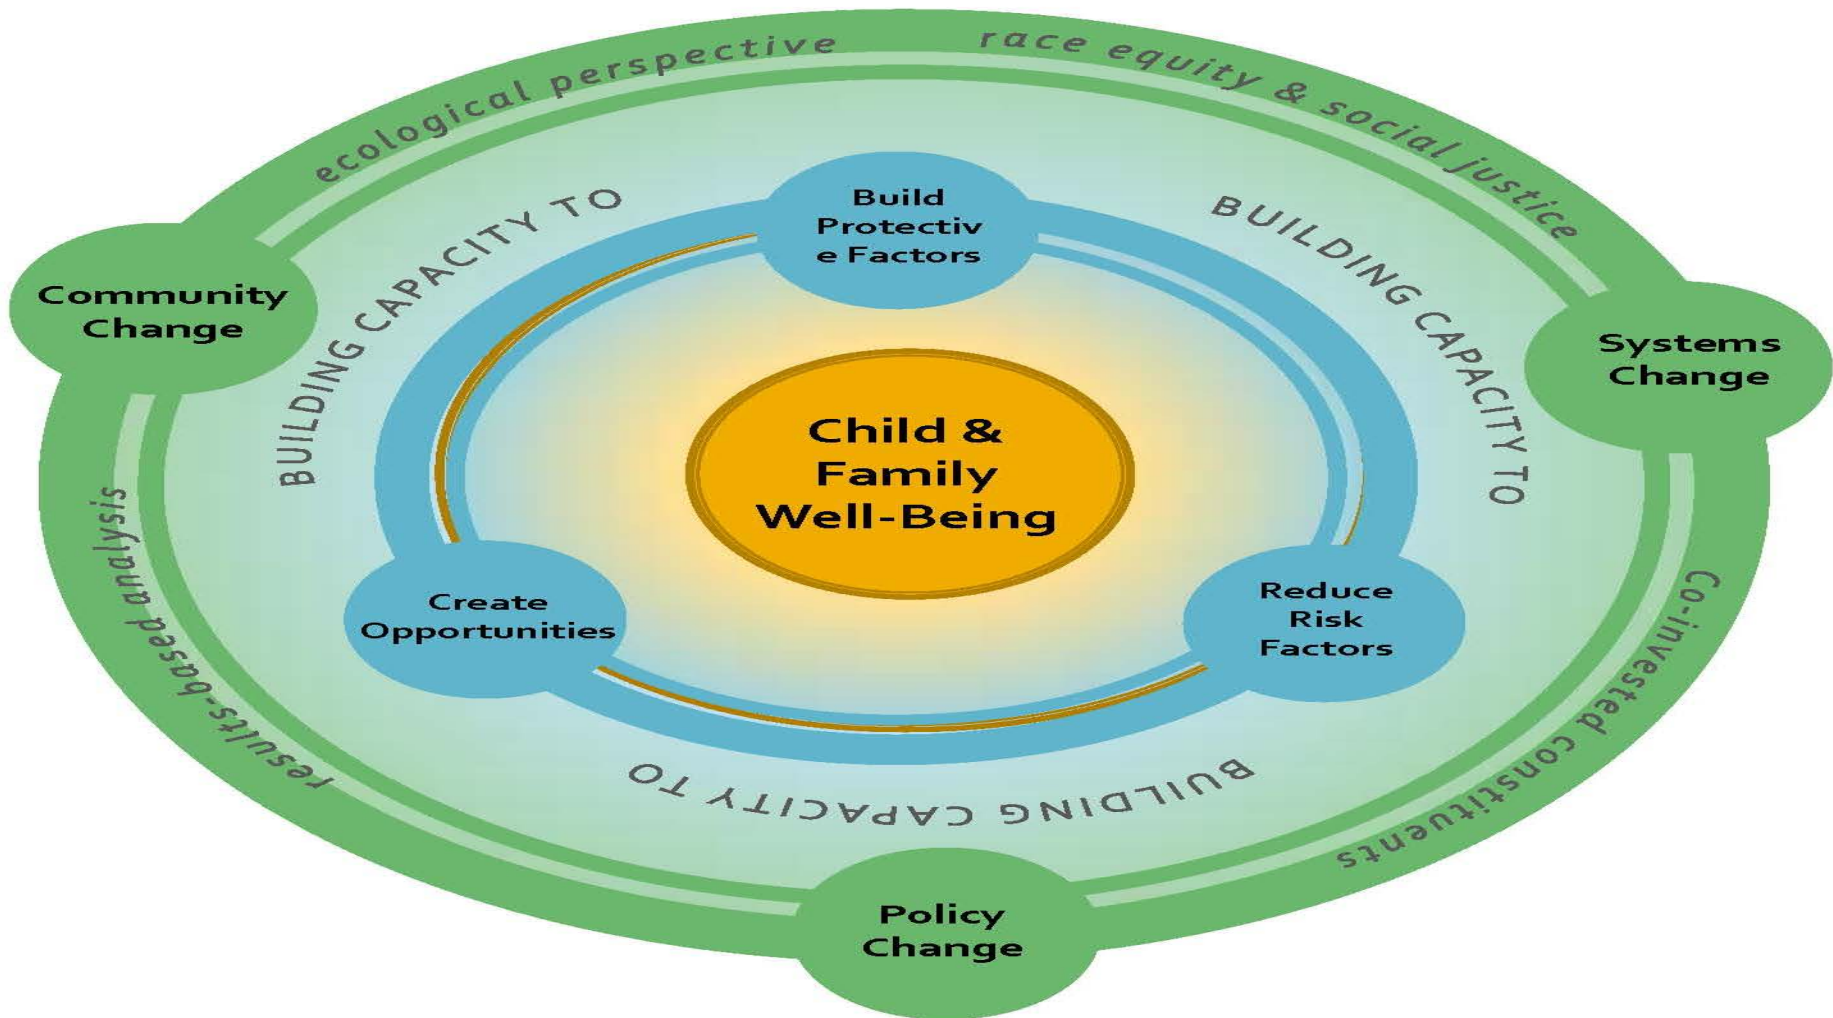 ecological perspective
race equity & social justice
BUILDING CAPACITY TO
BUILDING CAPACITY TO
Build
Protectiv
e Factors
Community
Change
Systems
Change
Child &
Family
Well-Being
Create
Opportunities
Reduce
Risk
Factors
results-based analysis
Co-invested constituents
BUILDING CAPACITY TO
Policy
Change